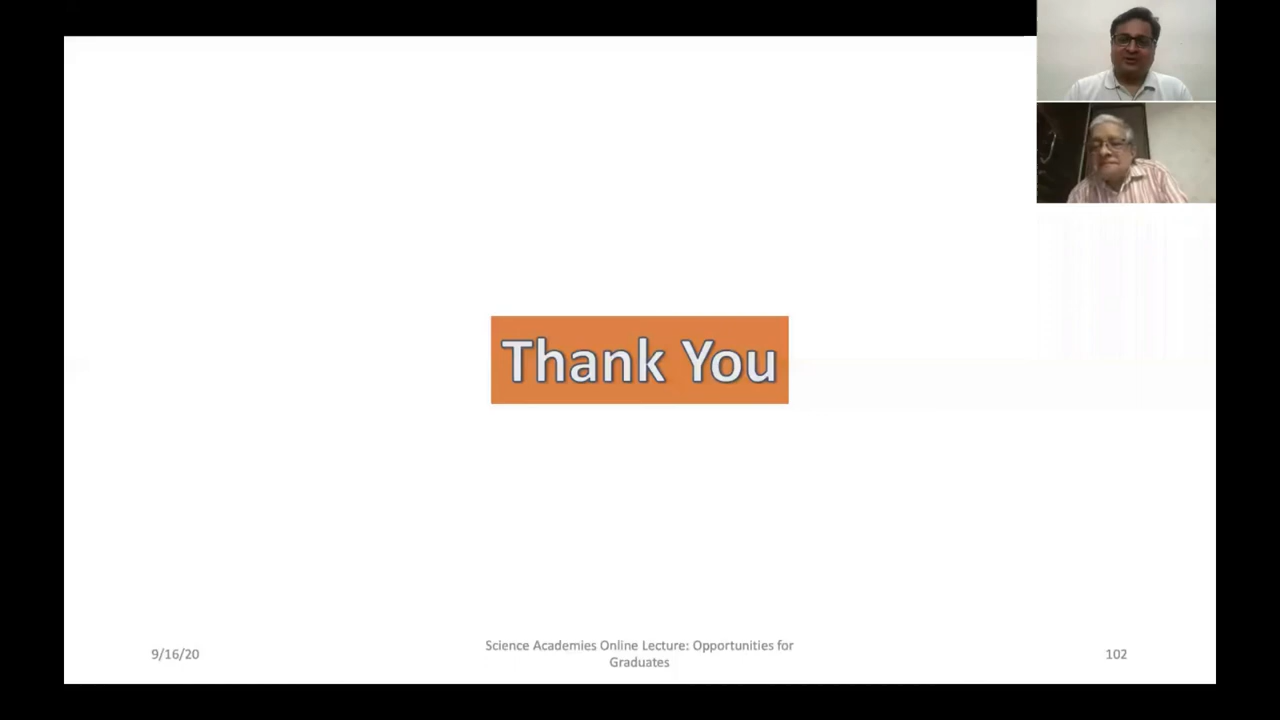 Thank You
9/16/20
Science Academies Online Lecture: Opportunities for
Graduates
102